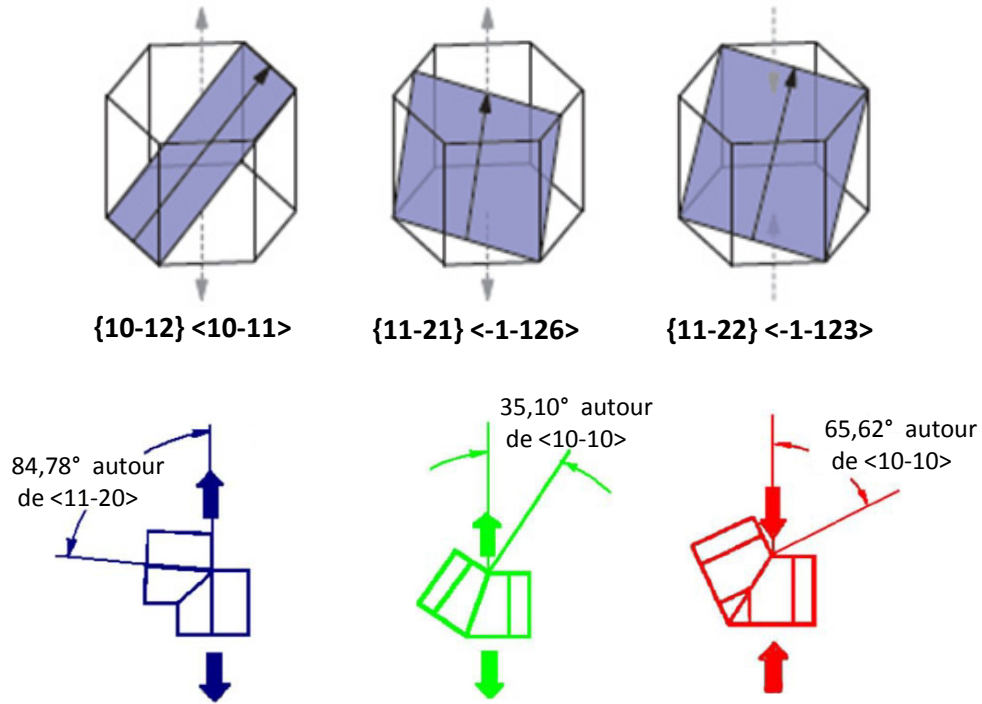 {10-12} <10-11>
{11-21} <-1-126>
{11-22} <-1-123>
84,78° autour
de <11-20>
35,10° autour
de <10-10>
65,62° autour
de <10-10>